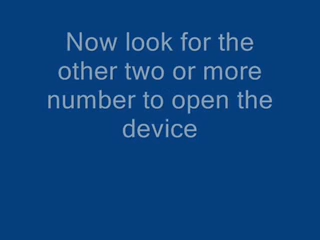 Now look for the
other two or more
number to open the
device